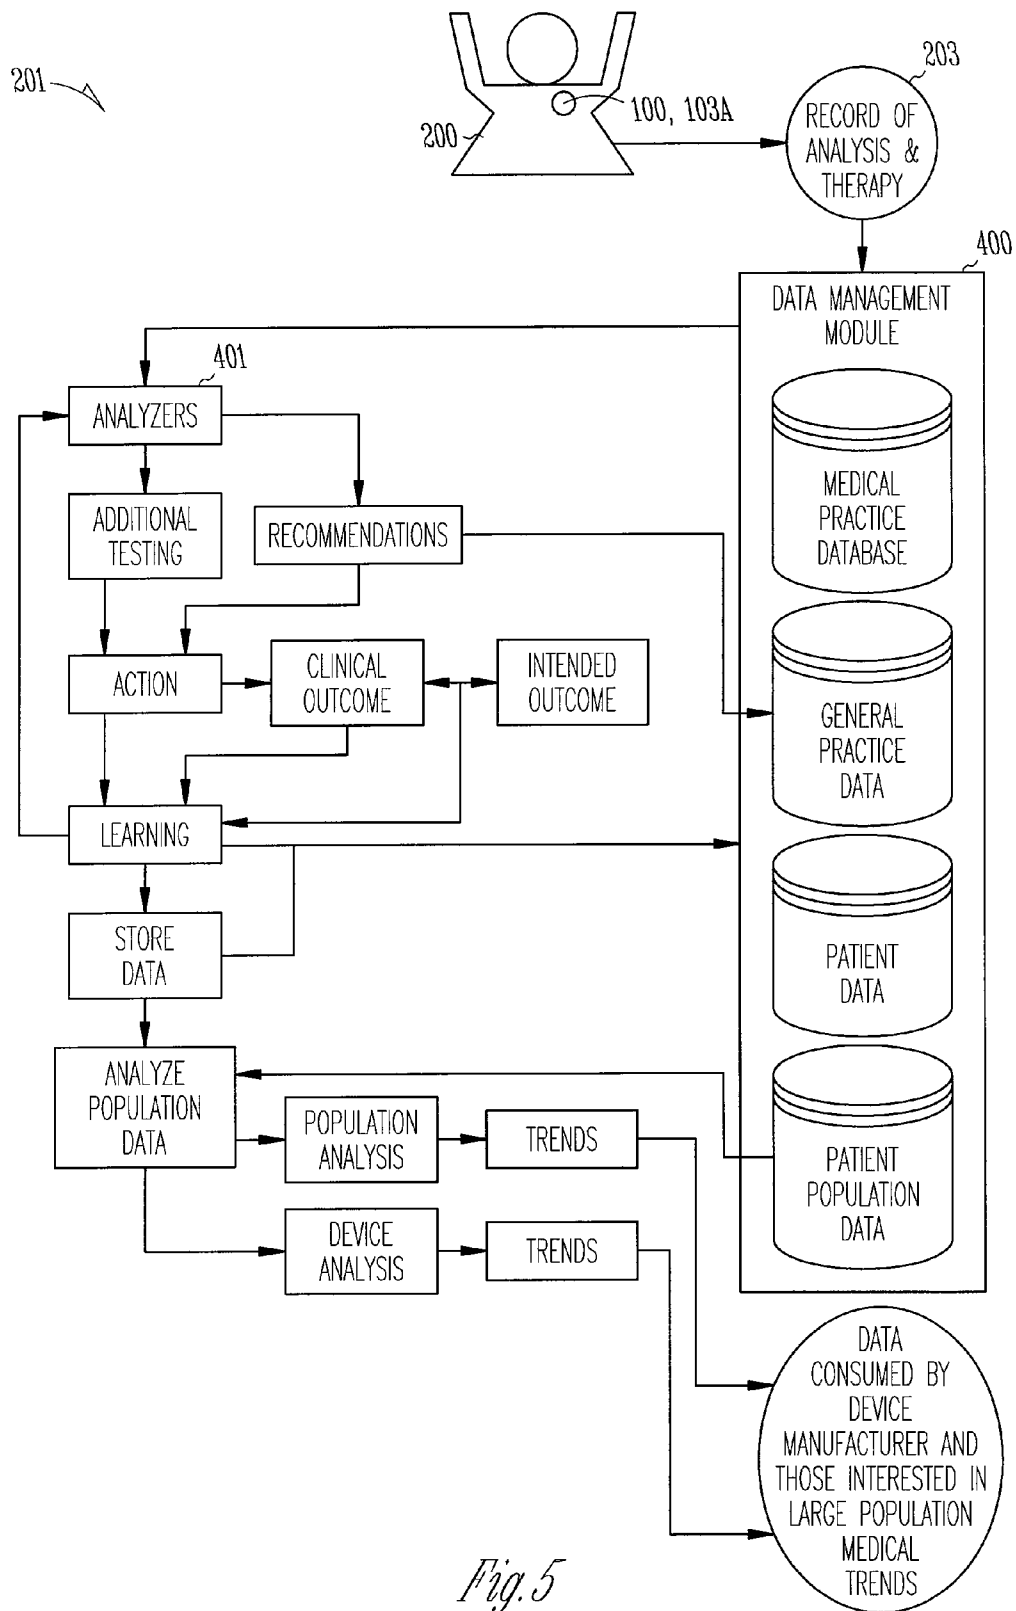 201
200
100, 103A
203
RECORD OF
ANALYSIS &
THERAPY
400
DATA MANAGEMENT
MODULE
401
ANALYZERS
ADDITIONAL
TESTING
RECOMMENDATIONS
MEDICAL
PRACTICE
DATABASE
ACTION
CLINICAL
OUTCOME
INTENDED
OUTCOME
GENERAL
PRACTICE
DATA
LEARNING
STORE
DATA
PATIENT
DATA
ANALYZE
POPULATION
DATA
POPULATION
ANALYSIS
TRENDS
PATIENT
POPULATION
DATA
DEVICE
ANALYSIS
TRENDS
DATA
CONSUMED BY
DEVICE
MANUFACTURER AND
THOSE INTERESTED IN
LARGE POPULATION
MEDICAL
TRENDS
Fig. 5